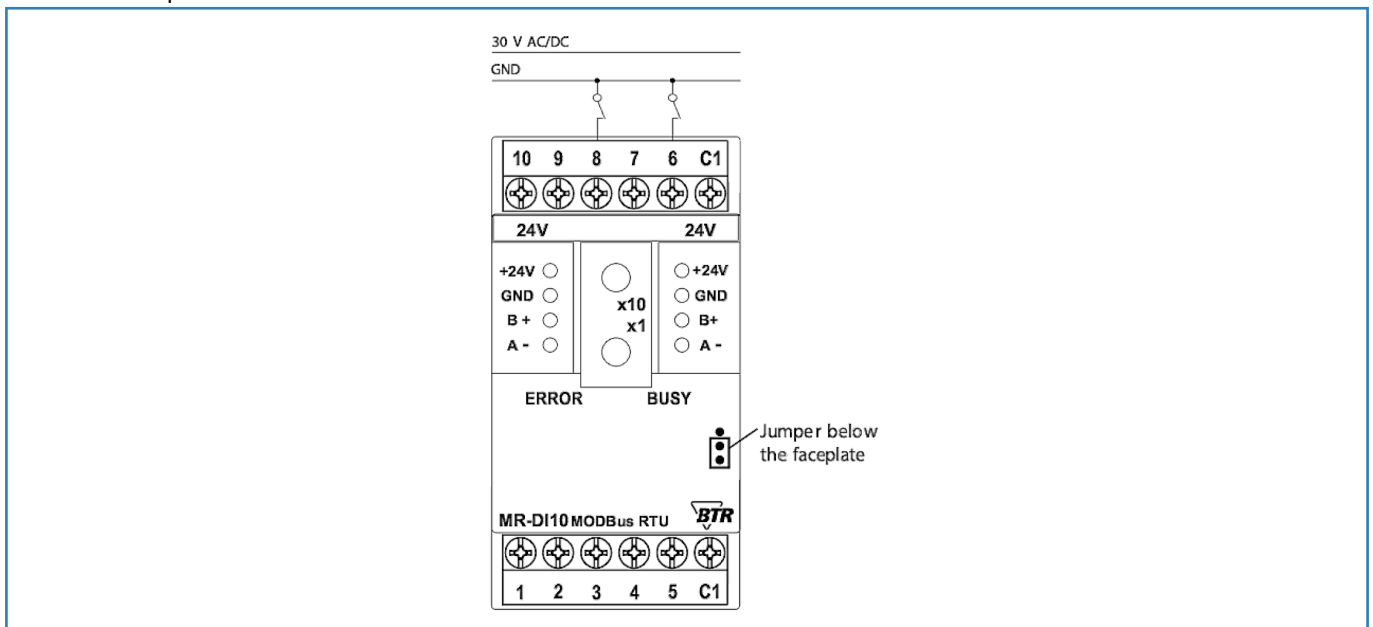 30 V AC/DC
GND
10 9 8 7 6 C1
24V 24V
+24V +24V
GND GND
x10
B + B+
x1
A - A -
ERROR BUSY
Jumper below
the faceplate
MR-DI10 MODBus RTU BTR
1 2 3 4 5 C1